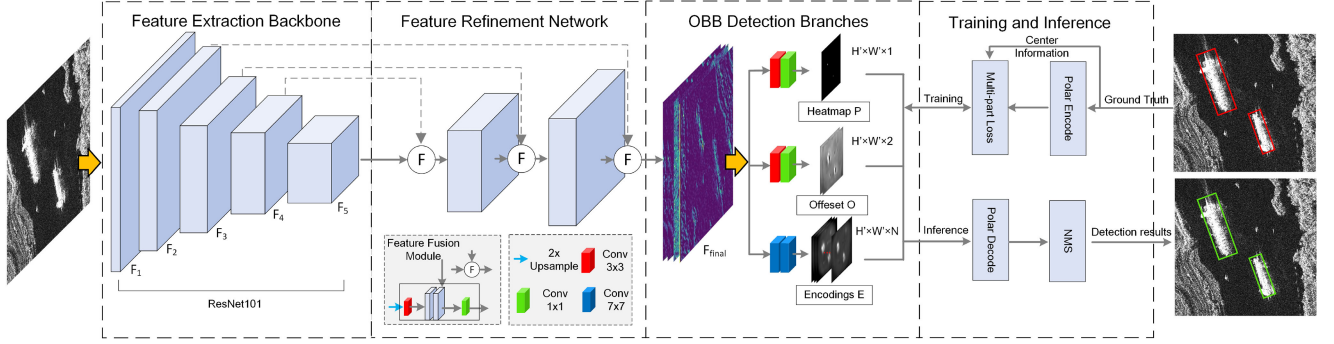 Feature Extraction Backbone
F1
F2
F3
F4
F5
ResNet101
Feature Refinement Network
F
F
F
Feature Fusion
Module
F
2x
Upsample
Conv
3x3
Conv
1x1
Conv
7x7
OBB Detection Branches
Ffinal
H'×W'×1
Heatmap P
H'×W'×2
Offeset O
H'×W'×N
Encodings E
Training and Inference
Center
Information
Training
Multi-part Loss
Polar Encode
Ground Truth
Inference
Polar Decode
NMS
Detection results